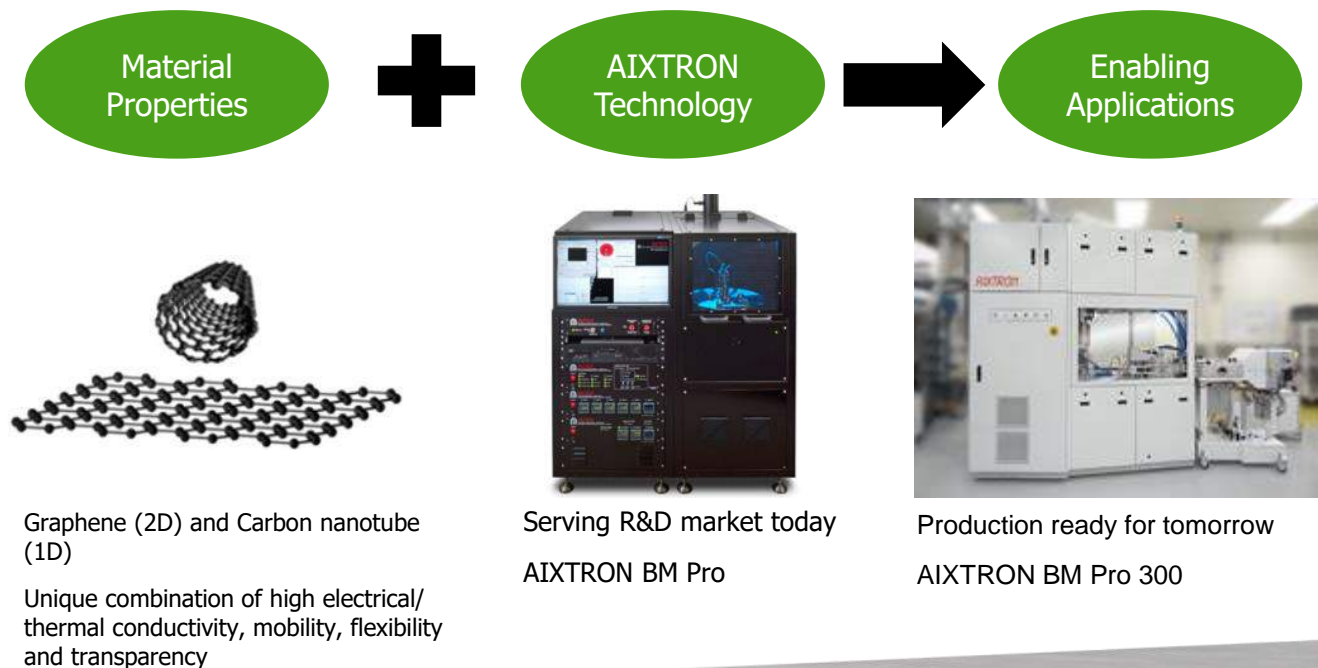 Material
Properties
AIXTRON
Technology
Enabling
Applications
AIXTRON
Graphene (2D) and Carbon nanotube
(1D)
Unique combination of high electrical/
thermal conductivity, mobility, flexibility
and transparency
Serving R&D market today
AIXTRON BM Pro
Production ready for tomorrow
AIXTRON BM Pro 300